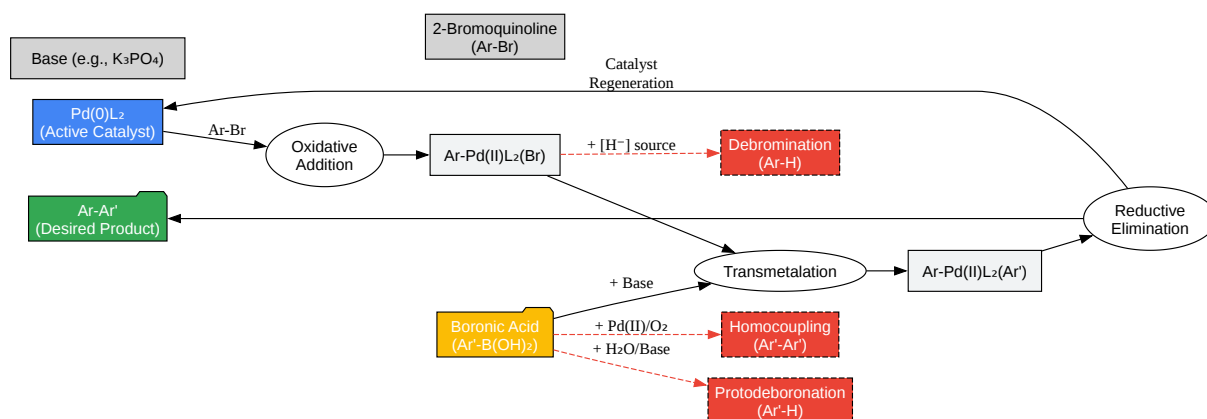 2-Bromoquinoline
(Ar-Br)
Base (e.g., K₃PO₄)
Catalyst
Regeneration
Pd(0)L₂
(Active Catalyst)
Ar-Br
Oxidative
Addition
Ar-Pd(II)L₂(Br)
+ [H⁻] source
Debromination
(Ar-H)
Ar-Ar'
(Desired Product)
Reductive
Elimination
Transmetalation
Ar-Pd(II)L₂(Ar')
+ Base
Boronic Acid
(Ar'-B(OH)₂)
+ Pd(II)/O₂
Homocoupling
(Ar'-Ar')
+ H₂O/Base
Protodeboronation
(Ar'-H)